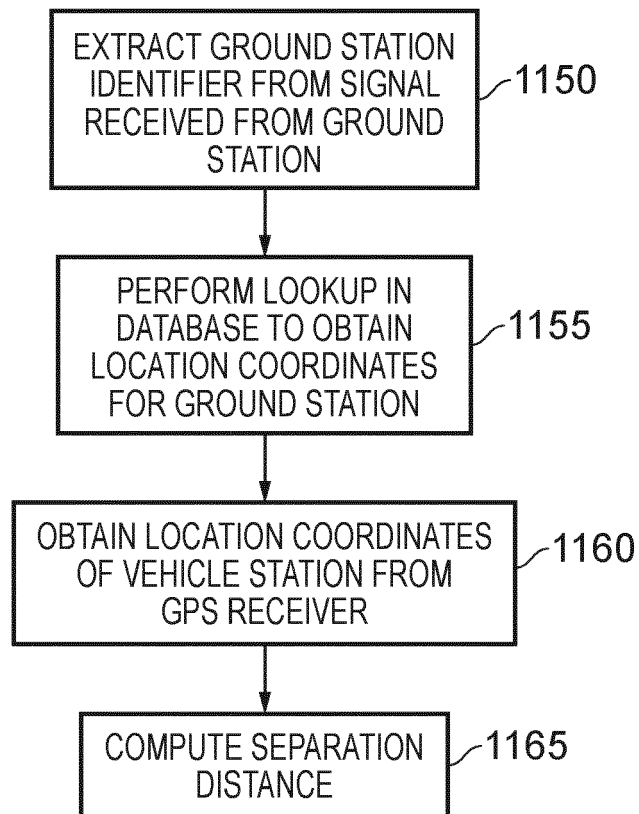 EXTRACT GROUND STATION
IDENTIFIER FROM SIGNAL
RECEIVED FROM GROUND
STATION
1150
PERFORM LOOKUP IN
DATABASE TO OBTAIN
LOCATION COORDINATES
FOR GROUND STATION
1155
OBTAIN LOCATION COORDINATES
OF VEHICLE STATION FROM
GPS RECEIVER
1160
COMPUTE SEPARATION
DISTANCE
1165